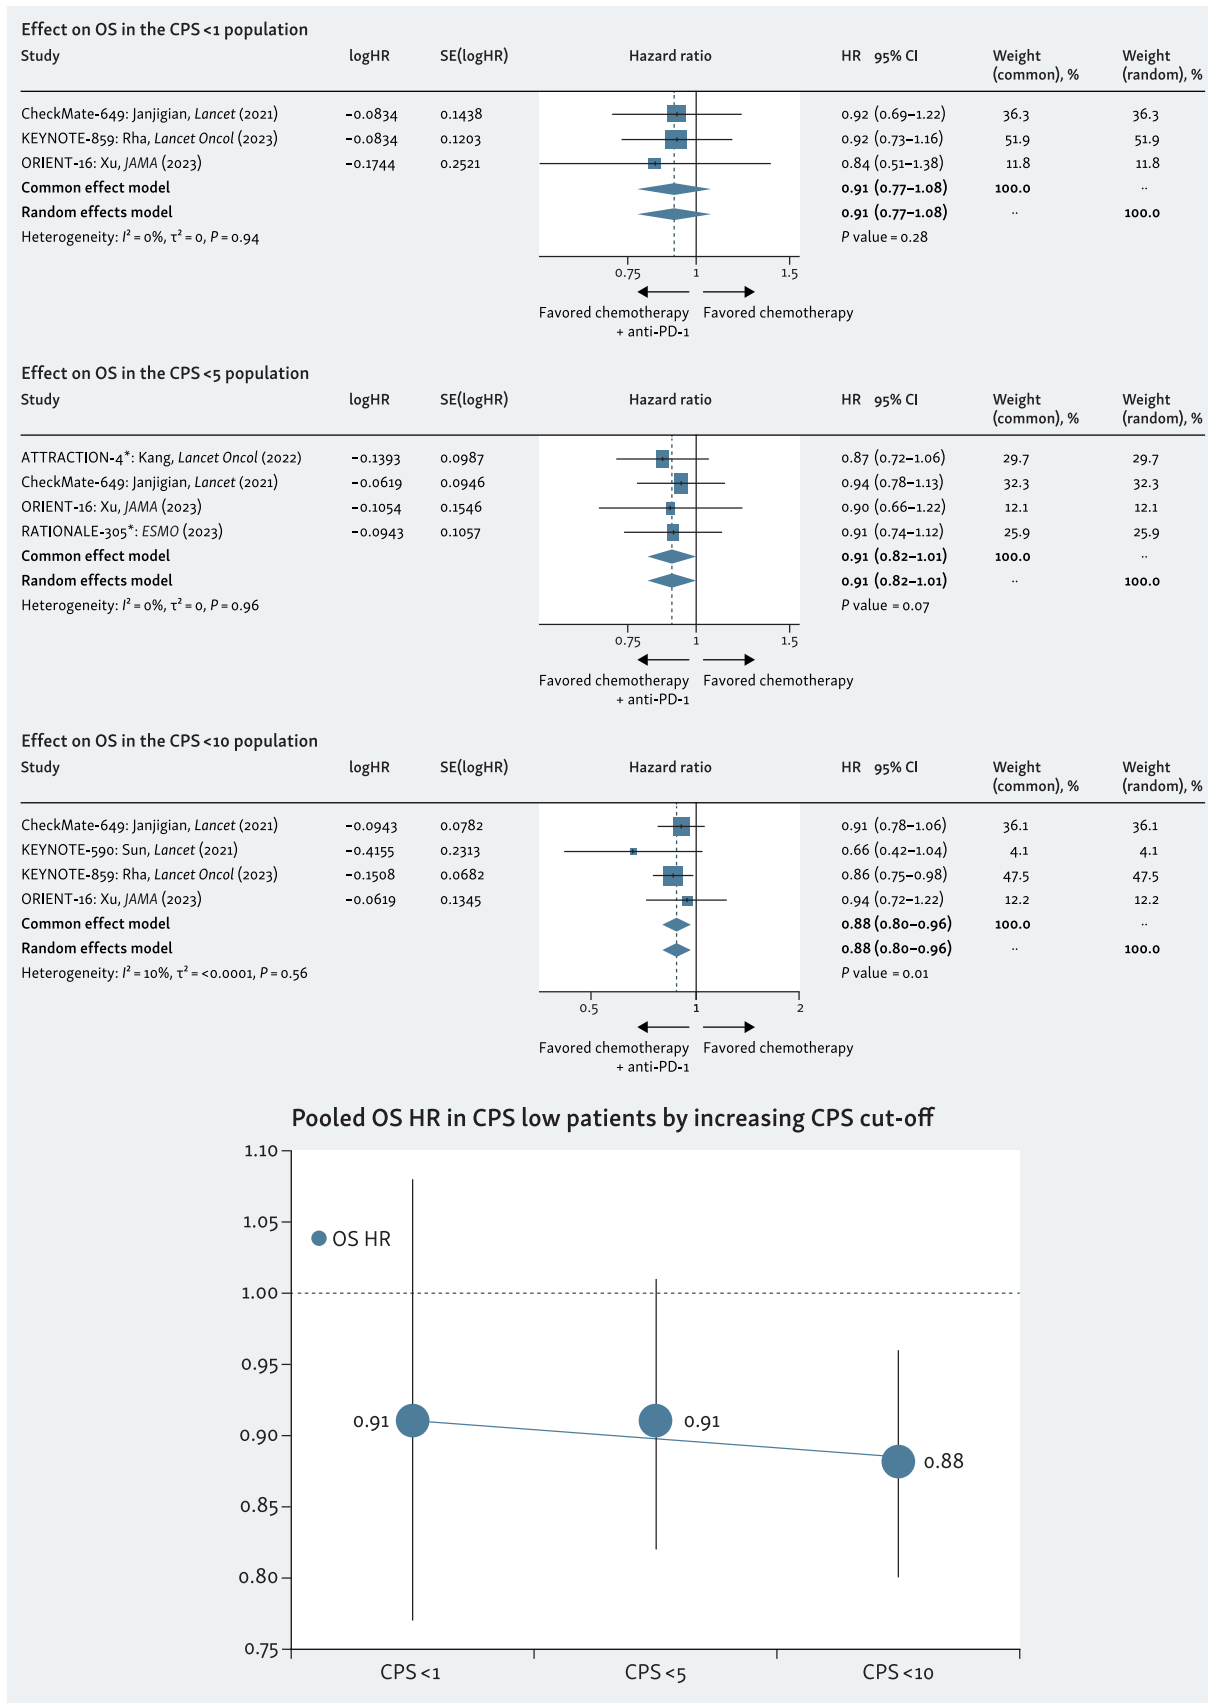 Effect on OS in the CPS <1 population
Study logHR SE(logHR) Hazard ratio HR 95% CI Weight (common), % Weight (random), %
CheckMate-649: Janjigian, Lancet (2021) −0.0834 0.1438 0.92 (0.69–1.22) 36.3 36.3
KEYNOTE-859: Rha, Lancet Oncol (2023) −0.0834 0.1203 0.92 (0.73–1.16) 51.9 51.9
ORIENT-16: Xu, JAMA (2023) −0.1744 0.2521 0.84 (0.51–1.38) 11.8 11.8
Common effect model 0.91 (0.77–1.08) 100.0 ..
Random effects model 0.91 (0.77–1.08) .. 100.0
Heterogeneity: I² = 0%, τ² = 0, P = 0.94 P value = 0.28
0.75 1 1.5
Favored chemotherapy + anti-PD-1 Favored chemotherapy
Effect on OS in the CPS <5 population
Study logHR SE(logHR) Hazard ratio HR 95% CI Weight (common), % Weight (random), %
ATTRACTION-4*: Kang, Lancet Oncol (2022) −0.1393 0.0987 0.87 (0.72–1.06) 29.7 29.7
CheckMate-649: Janjigian, Lancet (2021) −0.0619 0.0946 0.94 (0.78–1.13) 32.3 32.3
ORIENT-16: Xu, JAMA (2023) −0.1054 0.1546 0.90 (0.66–1.22) 12.1 12.1
RATIONALE-305*: ESMO (2023) −0.0943 0.1057 0.91 (0.74–1.12) 25.9 25.9
Common effect model 0.91 (0.82–1.01) 100.0 ..
Random effects model 0.91 (0.82–1.01) .. 100.0
Heterogeneity: I² = 0%, τ² = 0, P = 0.96 P value = 0.07
0.75 1 1.5
Favored chemotherapy + anti-PD-1 Favored chemotherapy
Effect on OS in the CPS <10 population
Study logHR SE(logHR) Hazard ratio HR 95% CI Weight (common), % Weight (random), %
CheckMate-649: Janjigian, Lancet (2021) −0.0943 0.0782 0.91 (0.78–1.06) 36.1 36.1
KEYNOTE-590: Sun, Lancet (2021) −0.4155 0.2313 0.66 (0.42–1.04) 4.1 4.1
KEYNOTE-859: Rha, Lancet Oncol (2023) −0.1508 0.0682 0.86 (0.75–0.98) 47.5 47.5
ORIENT-16: Xu, JAMA (2023) −0.0619 0.1345 0.94 (0.72–1.22) 12.2 12.2
Common effect model 0.88 (0.80–0.96) 100.0 ..
Random effects model 0.88 (0.80–0.96) .. 100.0
Heterogeneity: I² = 10%, τ² = <0.0001, P = 0.56 P value = 0.01
0.5 1 2
Favored chemotherapy + anti-PD-1 Favored chemotherapy
Pooled OS HR in CPS low patients by increasing CPS cut-off
1.10
1.05
OS HR
1.00
0.95
0.91 0.91
0.90
0.88
0.85
0.80
0.75
CPS <1 CPS <5 CPS <10